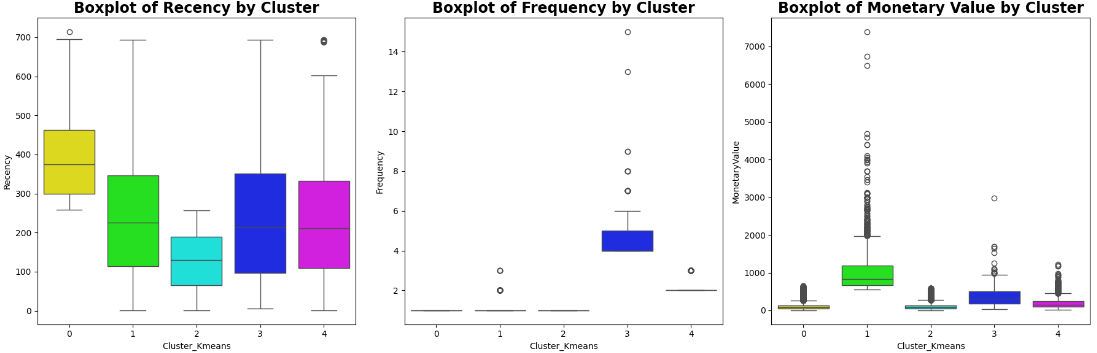 Boxplot of Recency by Cluster
700
600
500
400
300
200
100
0
Recency
0 1 2 3 4
Cluster_Kmeans
Boxplot of Frequency by Cluster
14
12
10
8
6
4
2
Frequency
0 1 2 3 4
Cluster_Kmeans
Boxplot of Monetary Value by Cluster
7000
6000
5000
4000
3000
2000
1000
0
MonetaryValue
0 1 2 3 4
Cluster_Kmeans